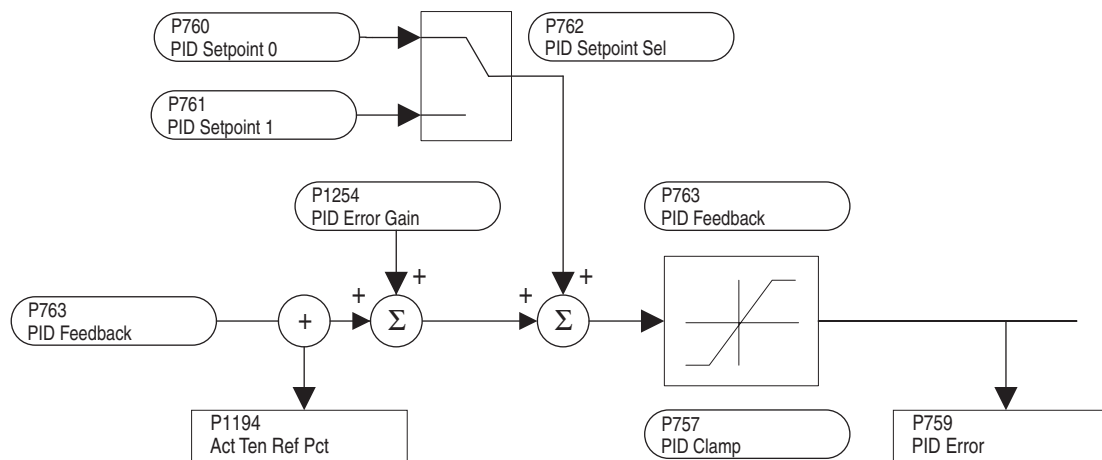 P760
PID Setpoint 0
P762
PID Setpoint Sel
P761
PID Setpoint 1
P1254
PID Error Gain
P763
PID Feedback
+
+
+
+
P763
PID Feedback
+
Σ
Σ
P1194
Act Ten Ref Pct
P757
PID Clamp
P759
PID Error